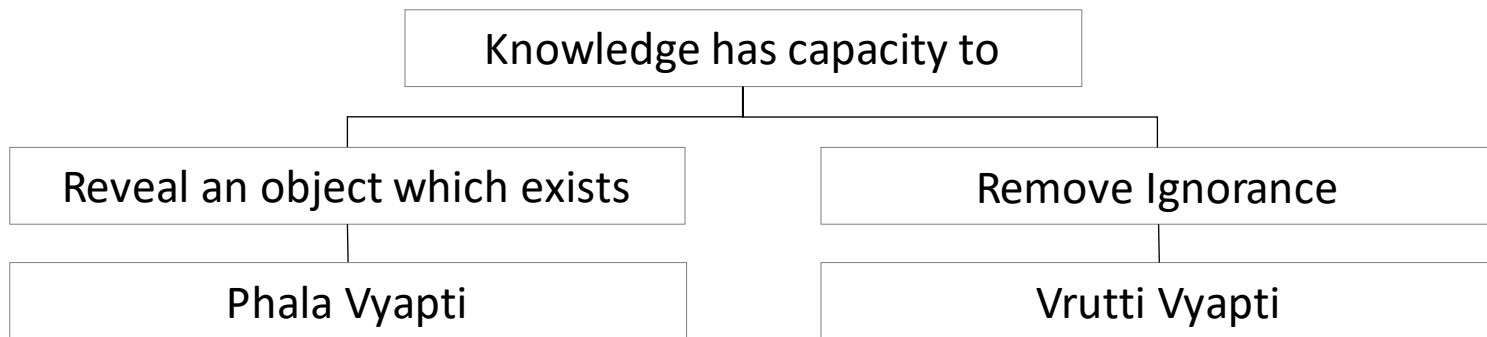 Knowledge has capacity to
Reveal an object which exists
Remove Ignorance
Phala Vyapti
Vrutti Vyapti